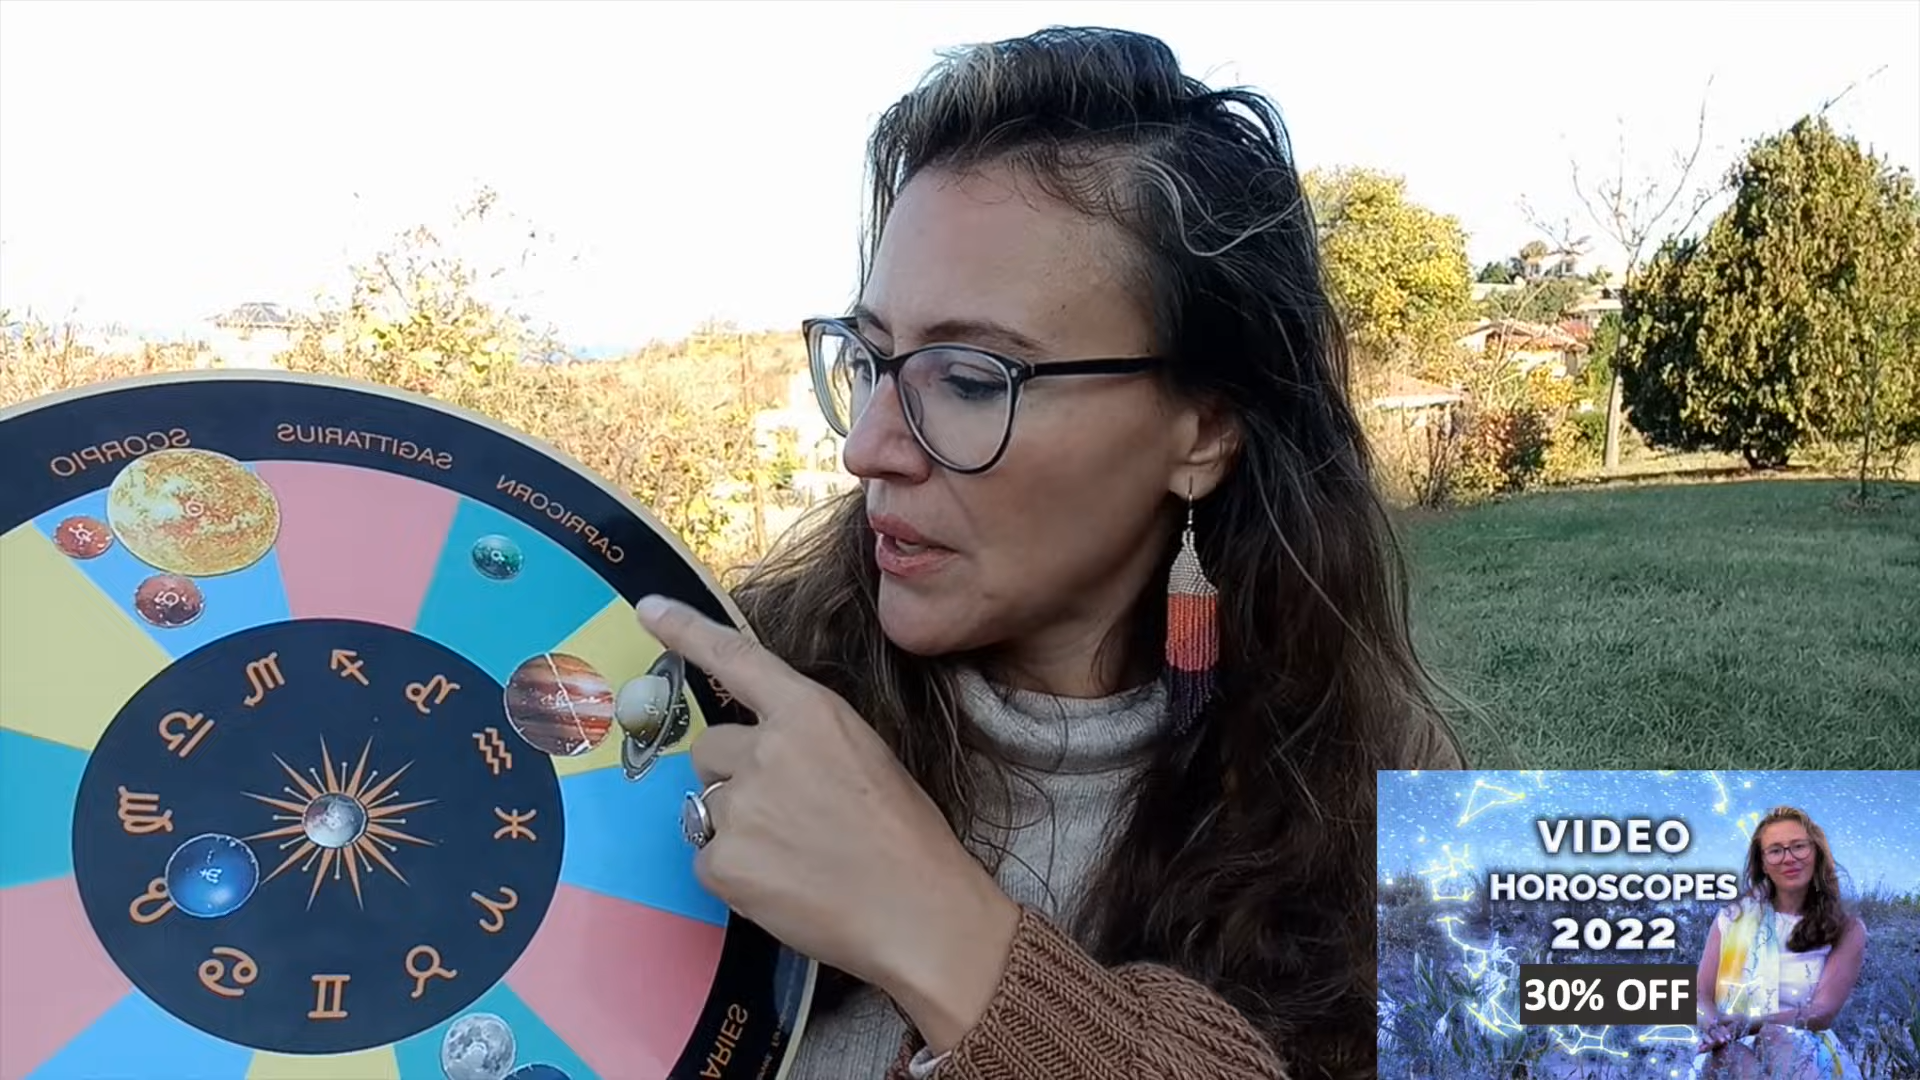 SCORPIO
SAGITTARIUS
CAPRICORN
ARIES
VIDEO
HOROSCOPES
2022
30% OFF